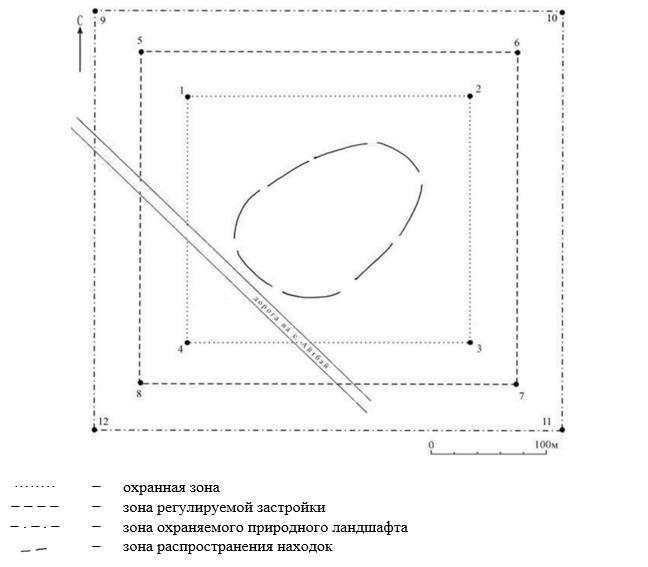 С
9
10
5
6
1
2
дорога на с. Айтбай
4
3
8
7
12
11
0
100м
– охранная зона
– зона регулируемой застройки
– зона охраняемого природного ландшафта
– зона распространения находок